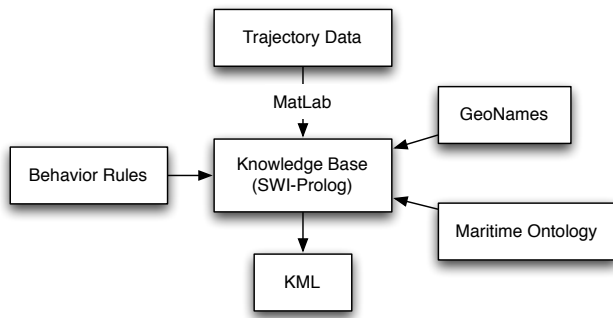 Trajectory Data
MatLab
GeoNames
Knowledge Base
(SWI-Prolog)
Behavior Rules
Maritime Ontology
KML